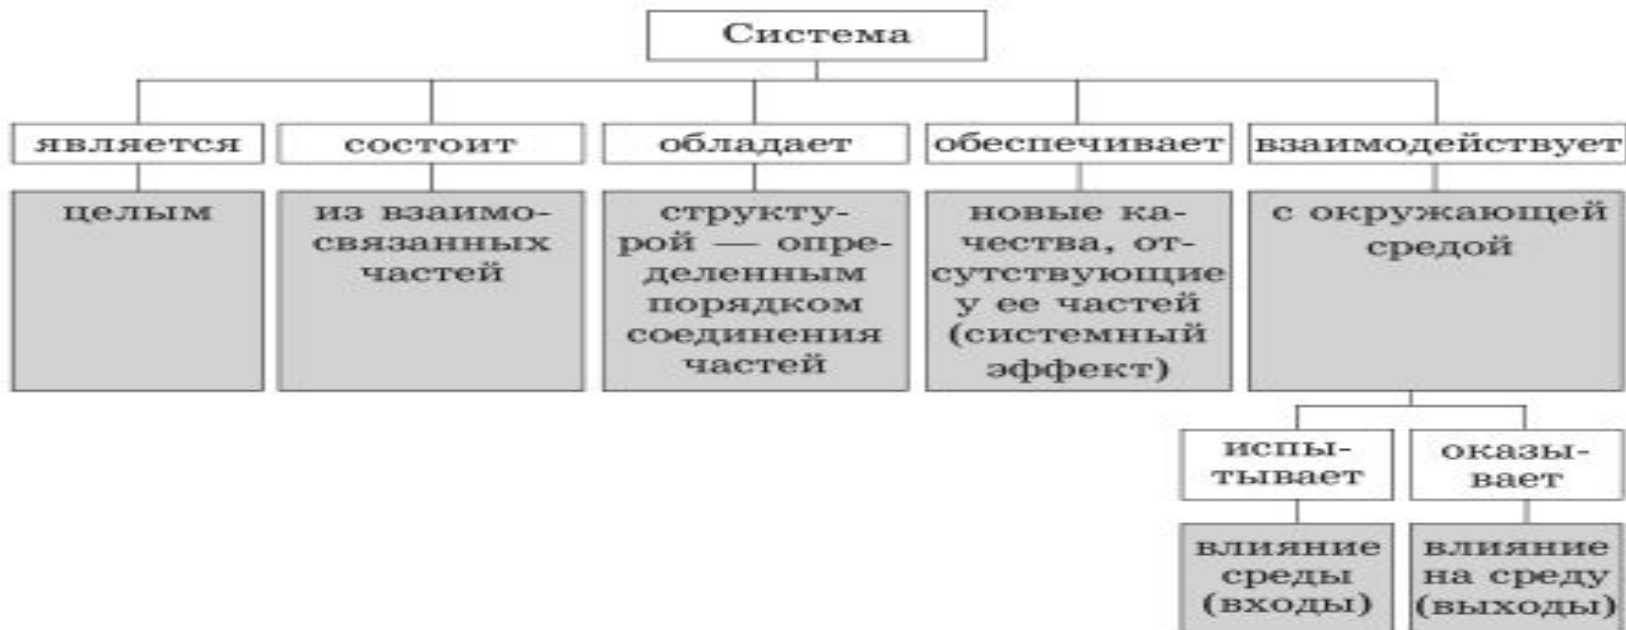 Система
является
состоит
обладает
обеспечивает
взаимодействует
целым
из взаимо-
связанных
частей
структу-
рой — опре-
деленным
порядком
соединения
частей
новые ка-
чества, от-
сутствующие
у ее частей
(системный
эффект)
с окружающей
средой
испы-
тывает
оказы-
вает
влияние
среды
(входы)
влияние
на среду
(выходы)